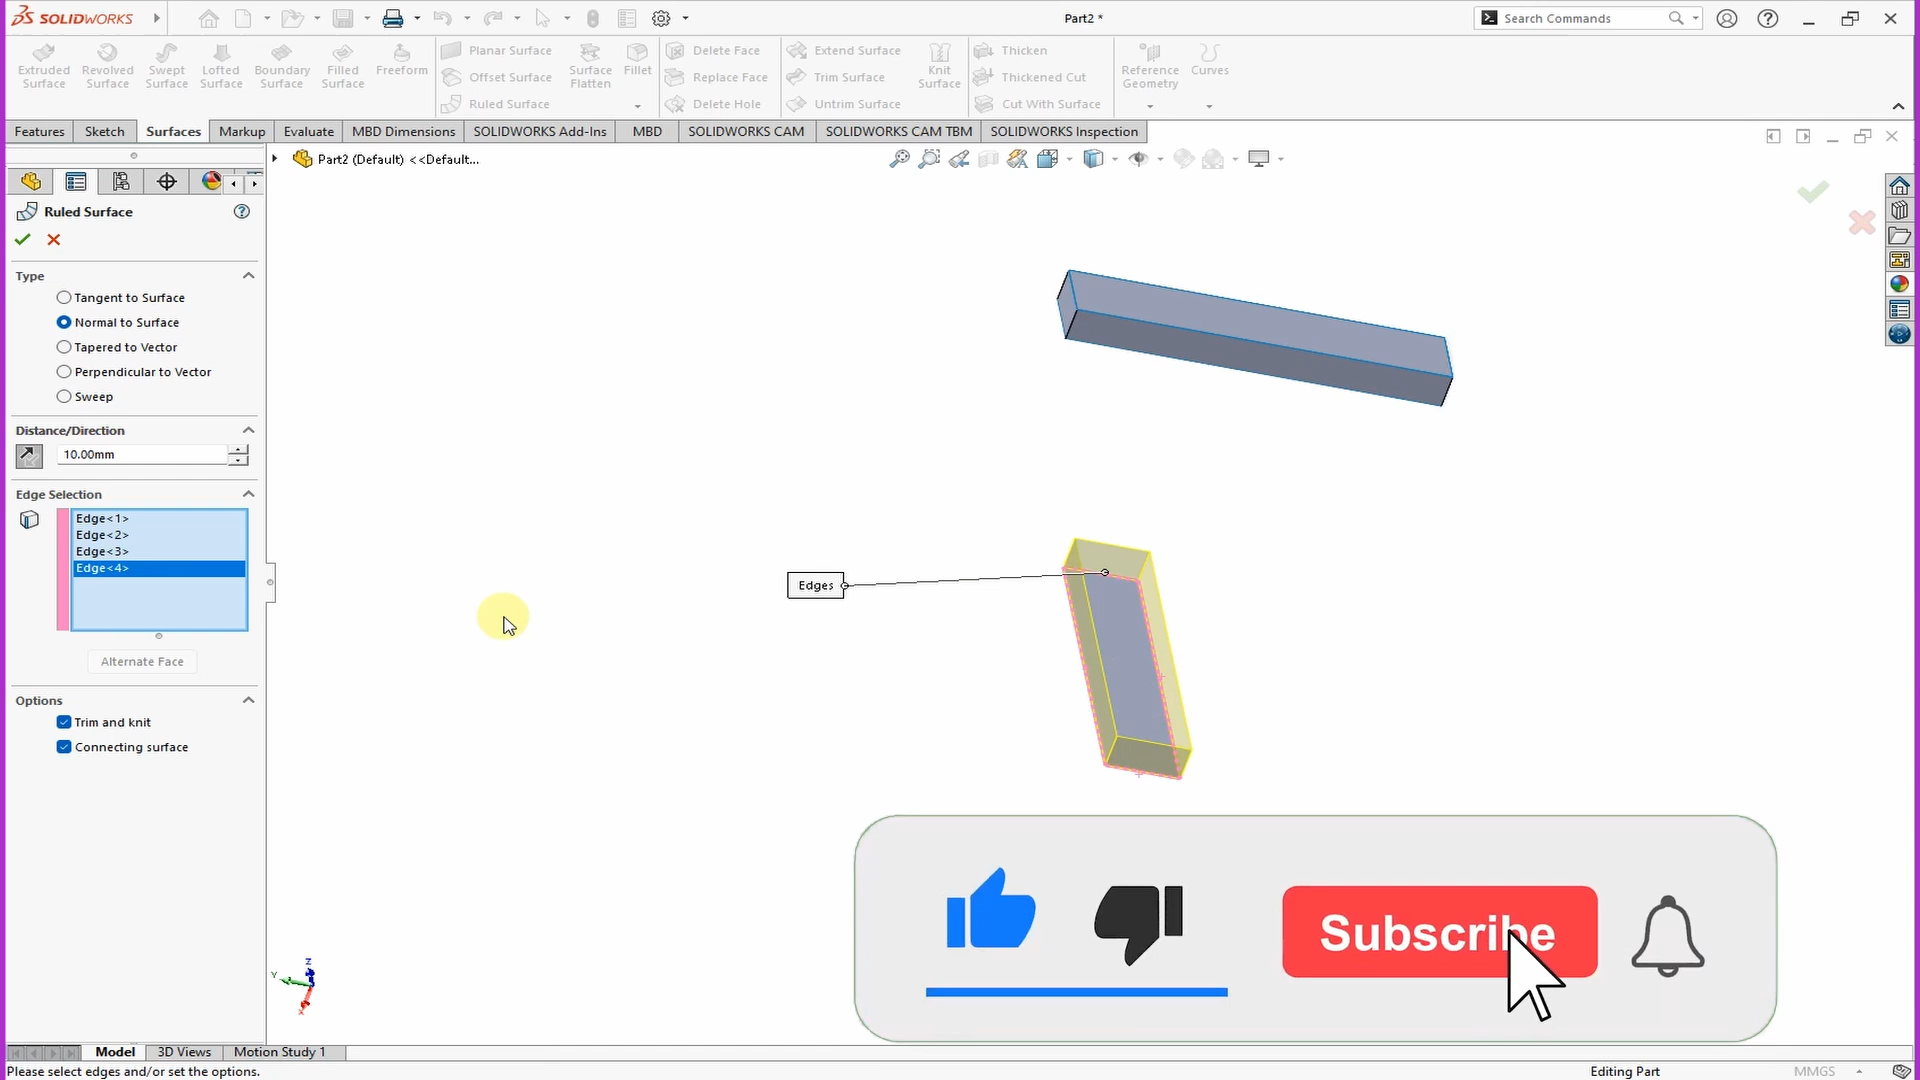 SOLIDWORKS
Part2 *
Search Commands
Extruded Surface
Revolved Surface
Swept Surface
Lofted Surface
Boundary Surface
Filled Surface
Freeform
Planar Surface
Offset Surface
Ruled Surface
Surface Flatten
Fillet
Delete Face
Replace Face
Delete Hole
Extend Surface
Trim Surface
Untrim Surface
Knit Surface
Thicken
Thickened Cut
Cut With Surface
Reference Geometry
Curves
Features
Sketch
Surfaces
Markup
Evaluate
MBD Dimensions
SOLIDWORKS Add-Ins
MBD
SOLIDWORKS CAM
SOLIDWORKS CAM TBM
SOLIDWORKS Inspection
Part2 (Default) <<Default...
Ruled Surface
Type
Tangent to Surface
Normal to Surface
Tapered to Vector
Perpendicular to Vector
Sweep
Distance/Direction
10.00mm
Edge Selection
Edge<1>
Edge<2>
Edge<3>
Edge<4>
Alternate Face
Options
Trim and knit
Connecting surface
Edges
Subscribe
Z
Y
X
Model
3D Views
Motion Study 1
Please select edges and/or set the options.
Editing Part
MMGS